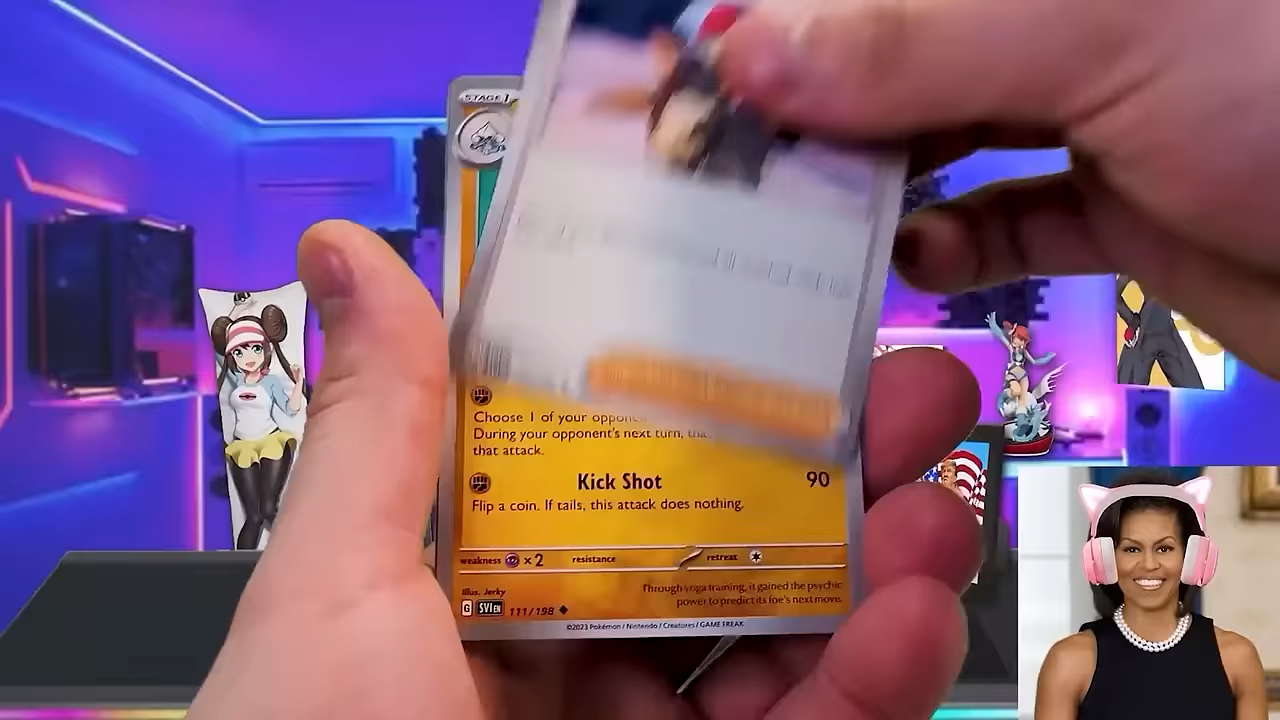 STAGE 1
Choose 1 of your oppone
During your opponent's next turn, tha
that attack.
Kick Shot 90
Flip a coin. If tails, this attack does nothing.
weakness ×2 resistance retreat
Illus. Jerky
Through yoga training, it gained the psychic
power to predict its foe's next move.
G SVI EN 111/198
©2023 Pokémon / Nintendo / Creatures / GAME FREAK